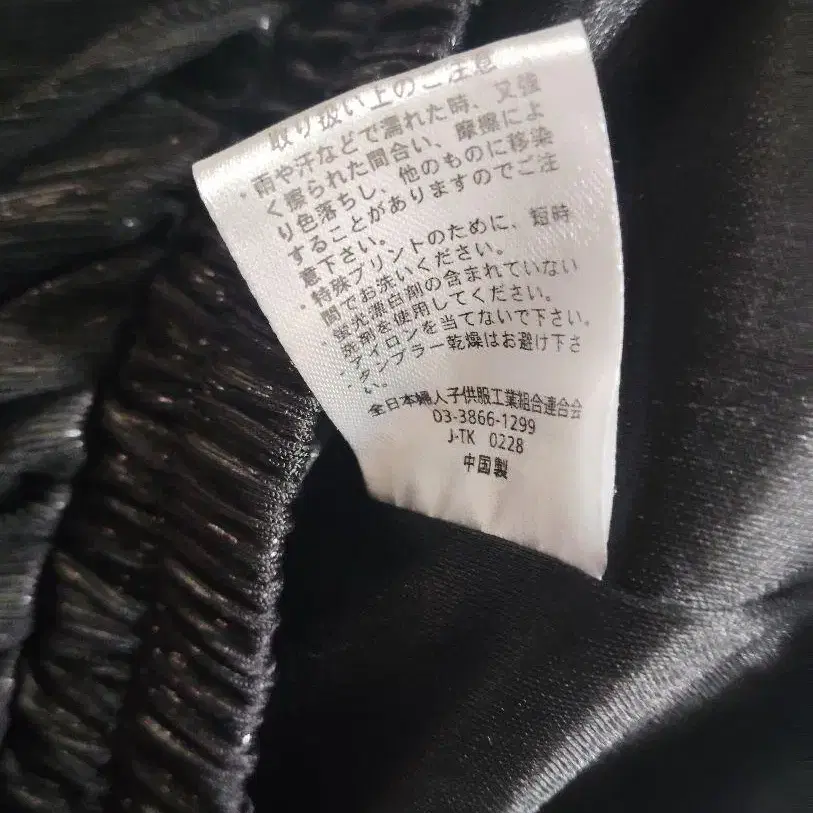 取り扱い上のご注意
・雨や汗などで濡れた時、又強
く擦られた間合い、摩擦によ
り色落ちし、他のものに移染
することがありますのでご注
意下さい。
・特殊プリントのために、短時
間でお洗いください。
・蛍光漂白剤の含まれていない
洗剤を使用してください。
・アイロンを当てないで下さい。
・タンブラー乾燥はお避け下さ
い。
全日本婦人子供服工業組合連合会
03-3866-1299
J-TK 0228
中国製